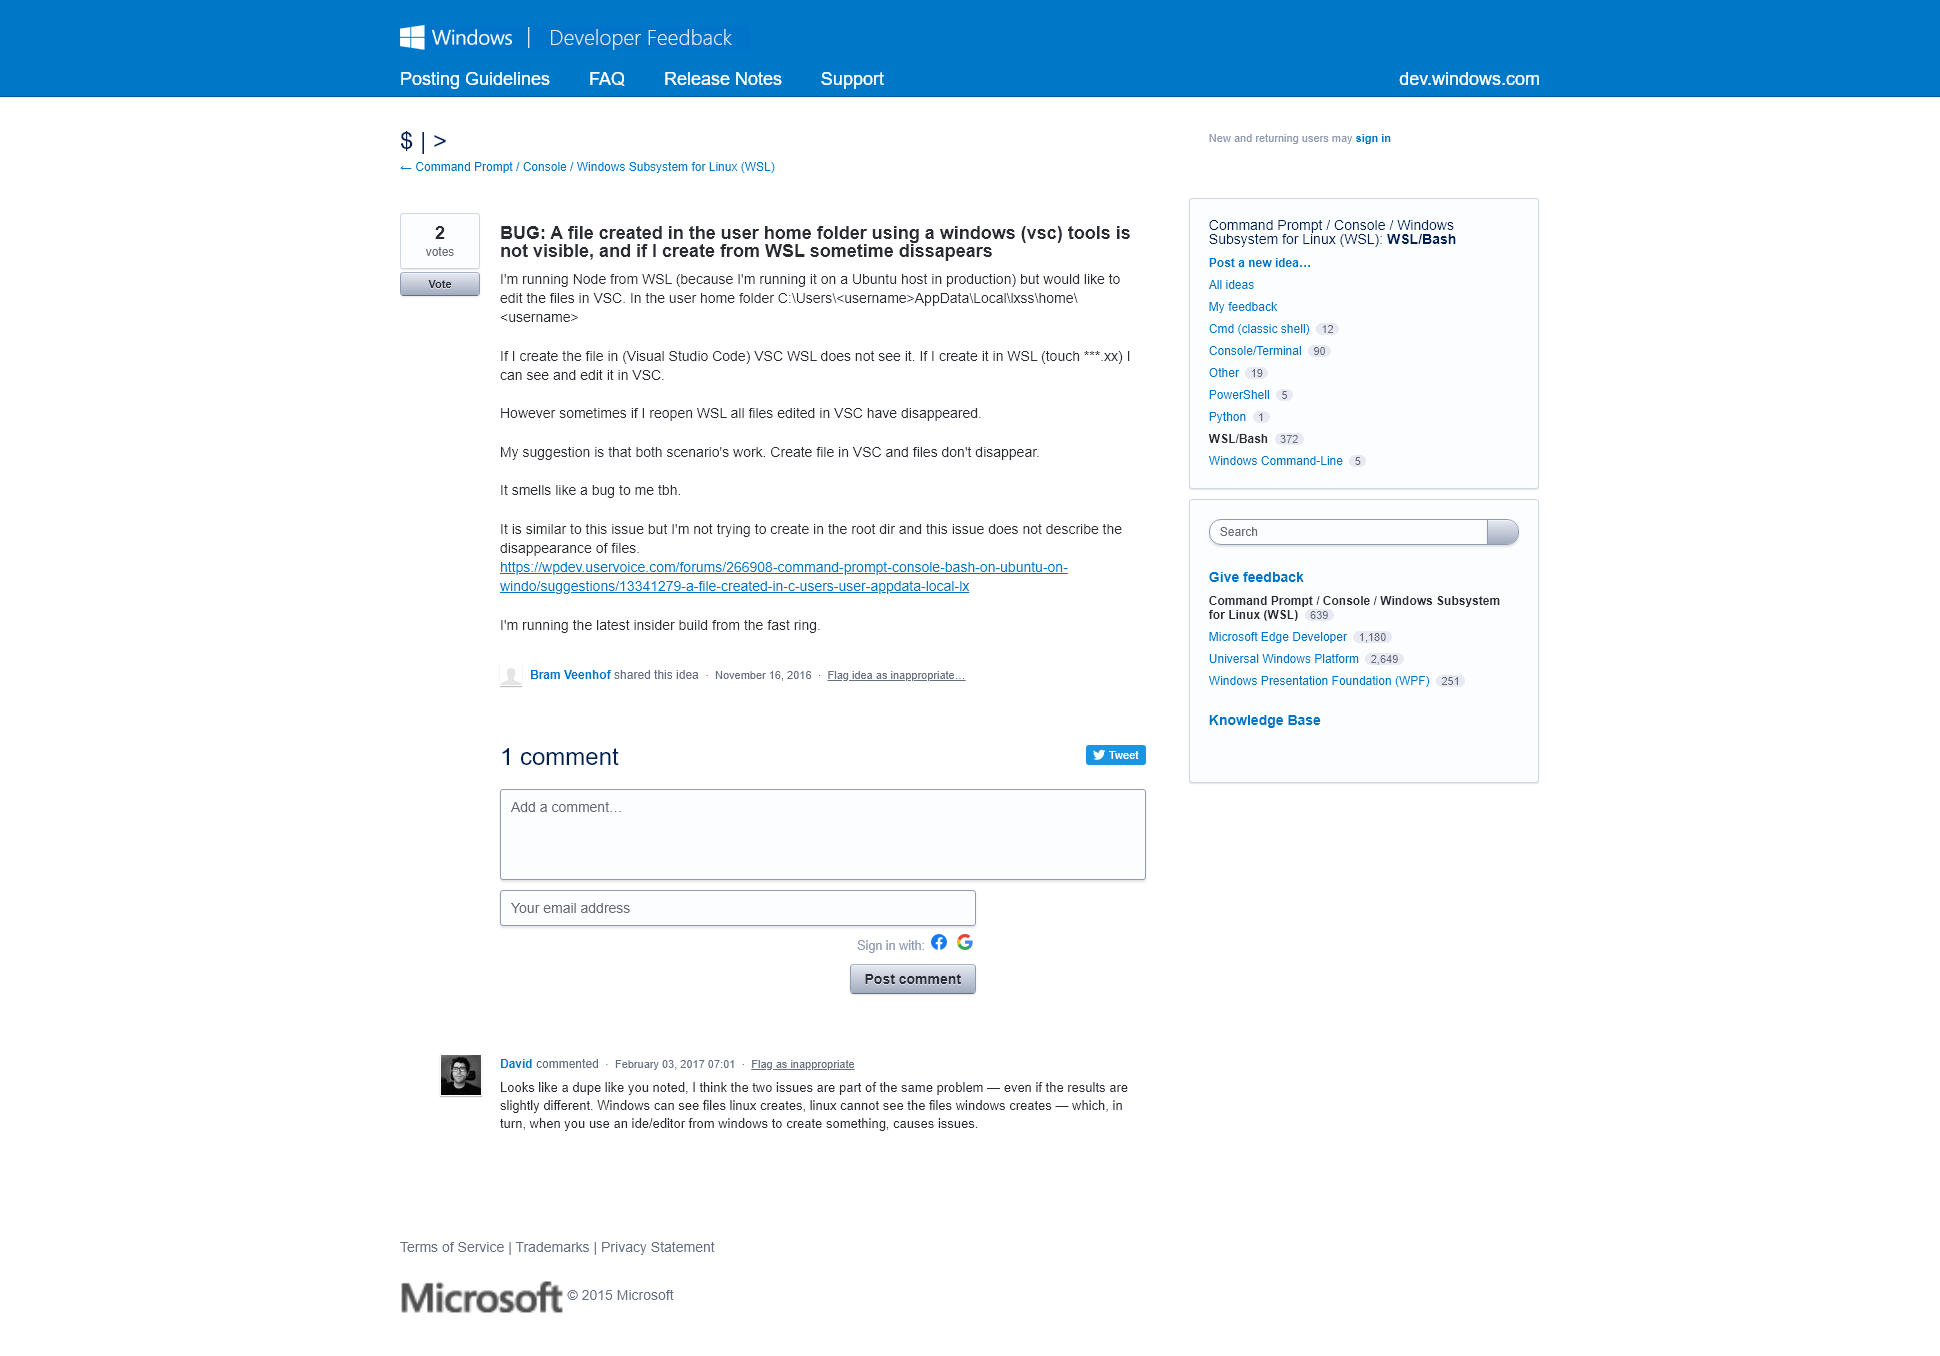 Windows | Developer Feedback
Posting Guidelines FAQ Release Notes Support dev.windows.com
$ | >
← Command Prompt / Console / Windows Subsystem for Linux (WSL)
New and returning users may sign in
2
votes
Vote
BUG: A file created in the user home folder using a windows (vsc) tools is
not visible, and if I create from WSL sometime dissapears
I'm running Node from WSL (because I'm running it on a Ubuntu host in production) but would like to
edit the files in VSC. In the user home folder C:\Users\<username>AppData\Local\lxss\home\
<username>
If I create the file in (Visual Studio Code) VSC WSL does not see it. If I create it in WSL (touch ***.xx) I
can see and edit it in VSC.
However sometimes if I reopen WSL all files edited in VSC have disappeared.
My suggestion is that both scenario's work. Create file in VSC and files don't disappear.
It smells like a bug to me tbh.
It is similar to this issue but I'm not trying to create in the root dir and this issue does not describe the
disappearance of files.
https://wpdev.uservoice.com/forums/266908-command-prompt-console-bash-on-ubuntu-on-
windo/suggestions/13341279-a-file-created-in-c-users-user-appdata-local-lx
I'm running the latest insider build from the fast ring.
Bram Veenhof shared this idea · November 16, 2016 · Flag idea as inappropriate…
1 comment
Tweet
Add a comment…
Your email address
Sign in with:
Post comment
David commented · February 03, 2017 07:01 · Flag as inappropriate
Looks like a dupe like you noted, I think the two issues are part of the same problem — even if the results are
slightly different. Windows can see files linux creates, linux cannot see the files windows creates — which, in
turn, when you use an ide/editor from windows to create something, causes issues.
Command Prompt / Console / Windows
Subsystem for Linux (WSL): WSL/Bash
Post a new idea…
All ideas
My feedback
Cmd (classic shell) 12
Console/Terminal 90
Other 19
PowerShell 5
Python 1
WSL/Bash 372
Windows Command-Line 5
Search
Give feedback
Command Prompt / Console / Windows Subsystem
for Linux (WSL) 639
Microsoft Edge Developer 1,180
Universal Windows Platform 2,649
Windows Presentation Foundation (WPF) 251
Knowledge Base
Terms of Service | Trademarks | Privacy Statement
Microsoft © 2015 Microsoft